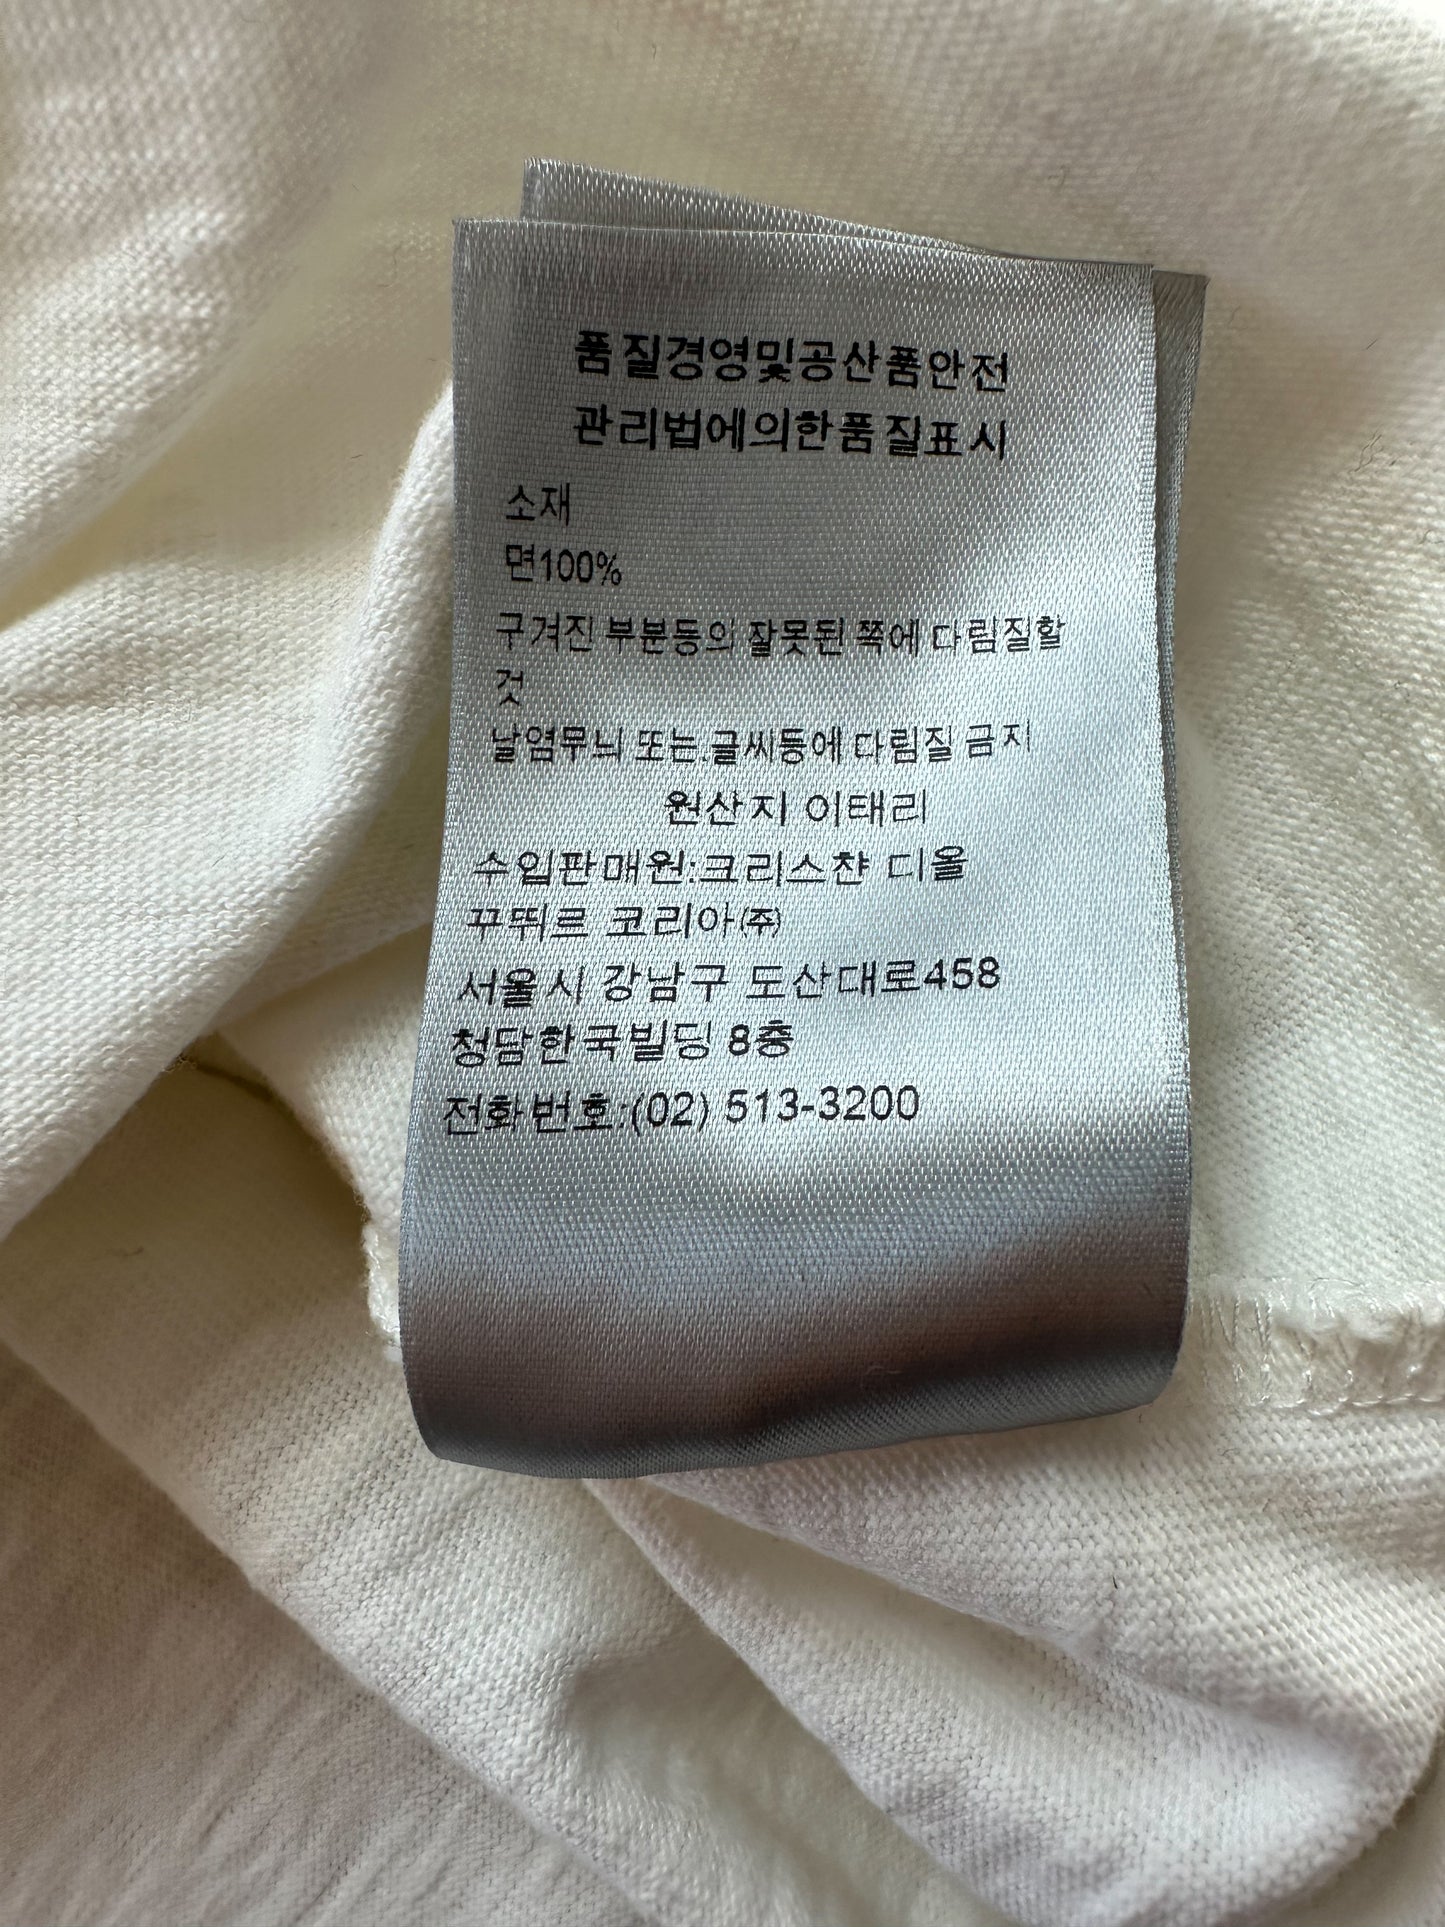 품질경영및공산품안전
관리법에의한품질표시
소재
면100%
구겨진 부분등의 잘못된 쪽에 다림질할
것
날염무늬 또는 글씨등에 다림질 금지
원산지 이태리
수입판매원:크리스챤 디올
꾸뛰르 코리아(주)
서울시 강남구 도산대로458
청담한국빌딩 8층
전화번호:(02) 513-3200